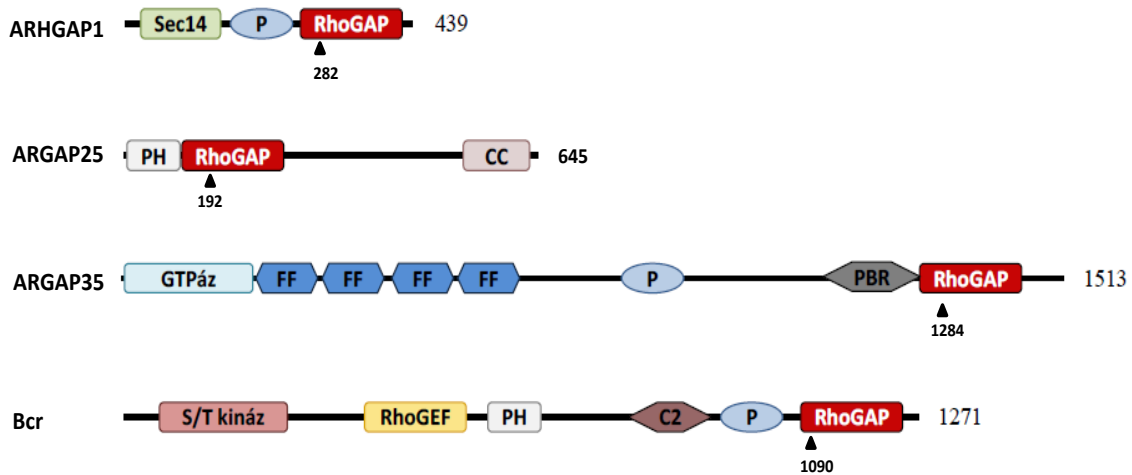 ARHGAP1 Sec14 P RhoGAP 439
282
ARGAP25 PH RhoGAP CC 645
192
ARGAP35 GTPáz FF FF FF FF P PBR RhoGAP 1513
1284
Bcr S/T kináz RhoGEF PH C2 P RhoGAP 1271
1090